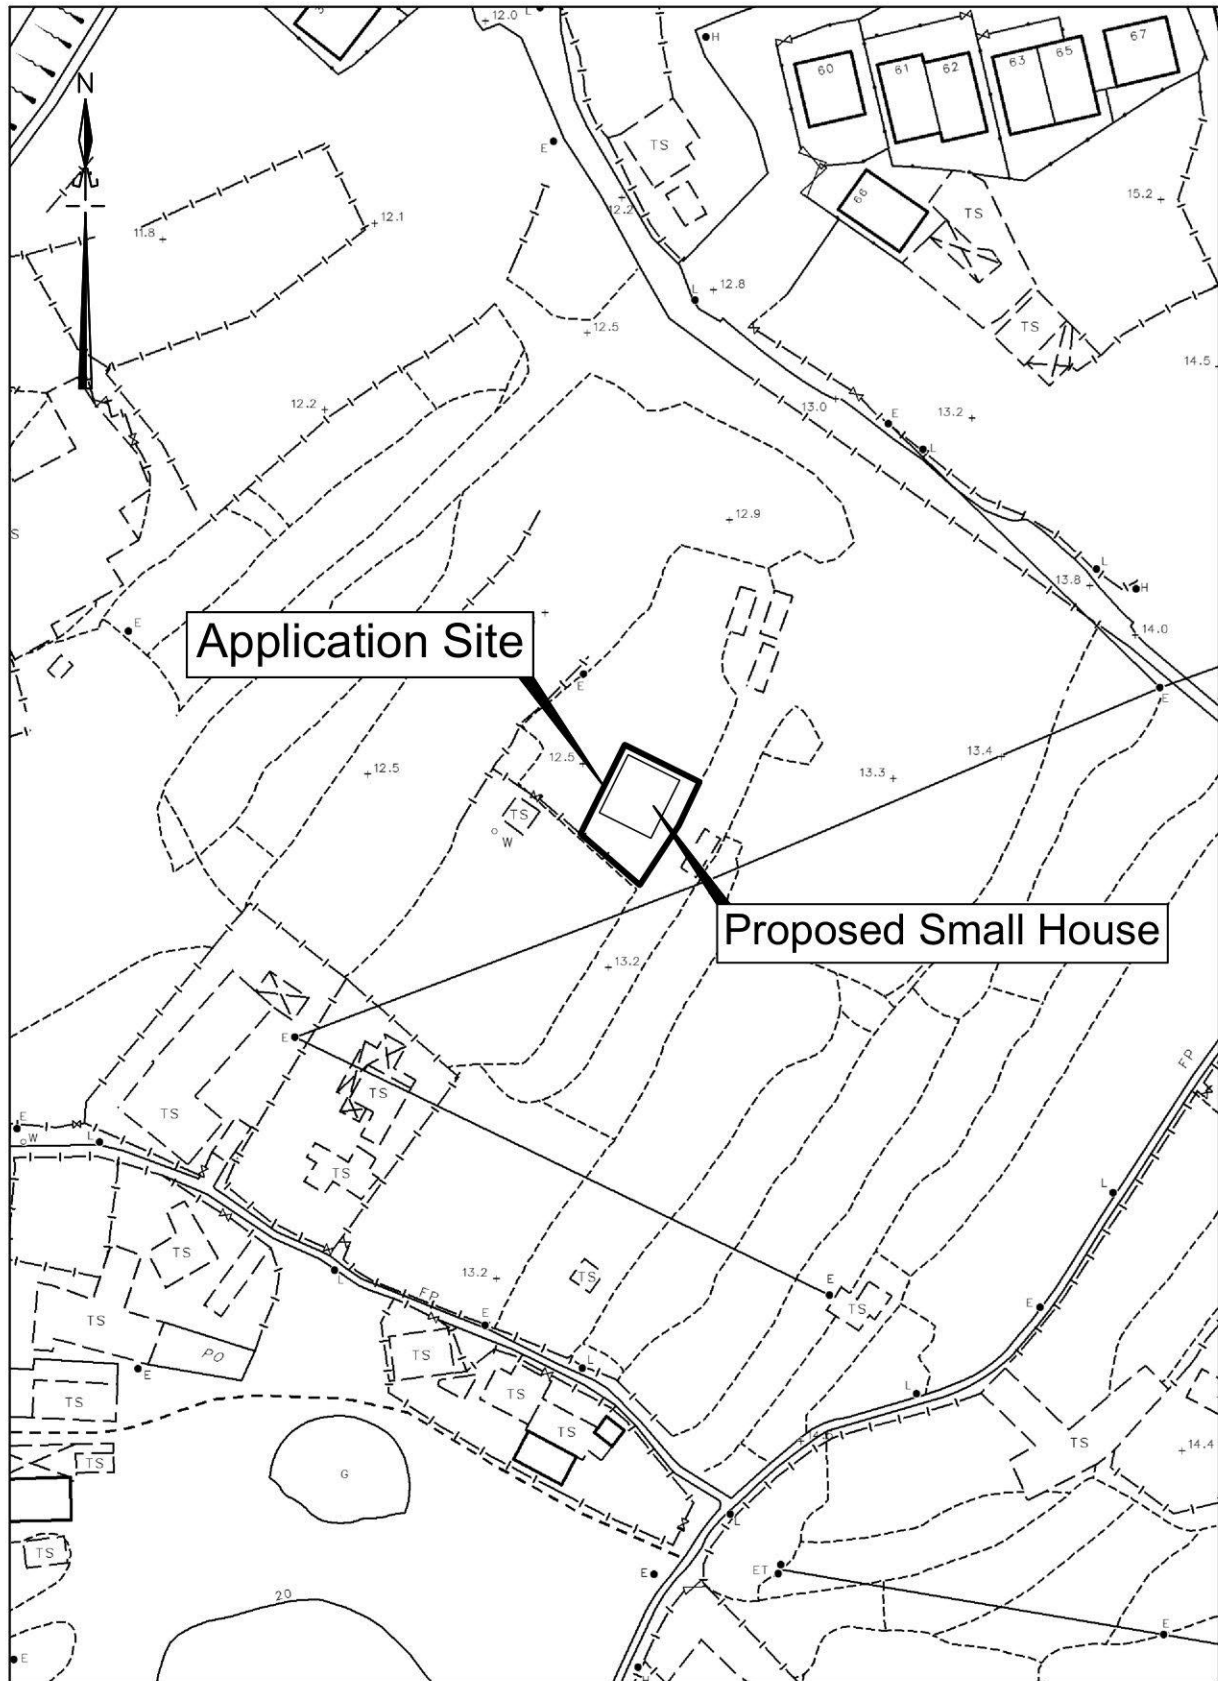 L
12.0
H
60
61
62
63
65
67
N
E
TS
66
TS
15.2
12.2
12.1
11.8
L
12.8
12.5
TS
14.5
12.2
13.0
E
13.2
L
S
12.9
L
13.8
H
14.0
E
Application Site
E
E
12.5
12.5
13.3
13.4
TS
W
Proposed Small House
13.2
E
FP
TS
TS
E
W
L
TS
L
TS
L
13.2
TS
FP
E
E
TS
E
TS
PO
TS
L
E
TS
TS
L
TS
TS
14.4
TS
G
L
TS
E
ET
20
E
E
H